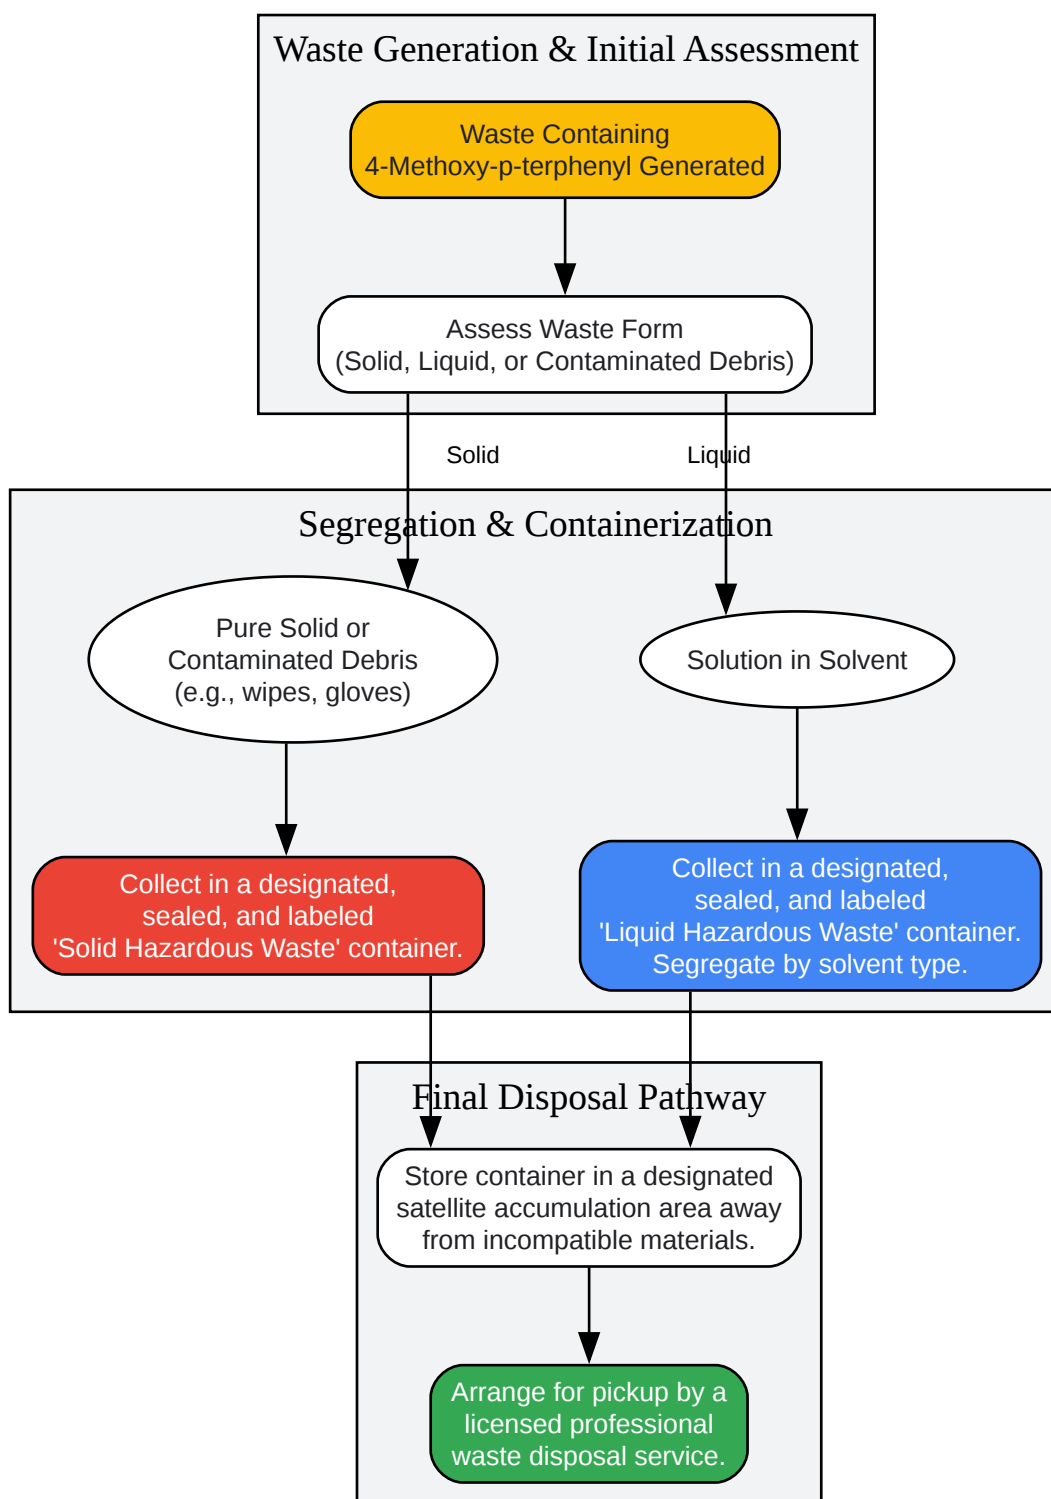 Waste Generation & Initial Assessment
Waste Containing
4-Methoxy-p-terphenyl Generated
Assess Waste Form
(Solid, Liquid, or Contaminated Debris)
Solid
Liquid
Segregation & Containerization
Pure Solid or
Contaminated Debris
(e.g., wipes, gloves)
Solution in Solvent
Collect in a designated,
sealed, and labeled
'Solid Hazardous Waste' container.
Collect in a designated,
sealed, and labeled
'Liquid Hazardous Waste' container.
Segregate by solvent type.
Final Disposal Pathway
Store container in a designated
satellite accumulation area away
from incompatible materials.
Arrange for pickup by a
licensed professional
waste disposal service.